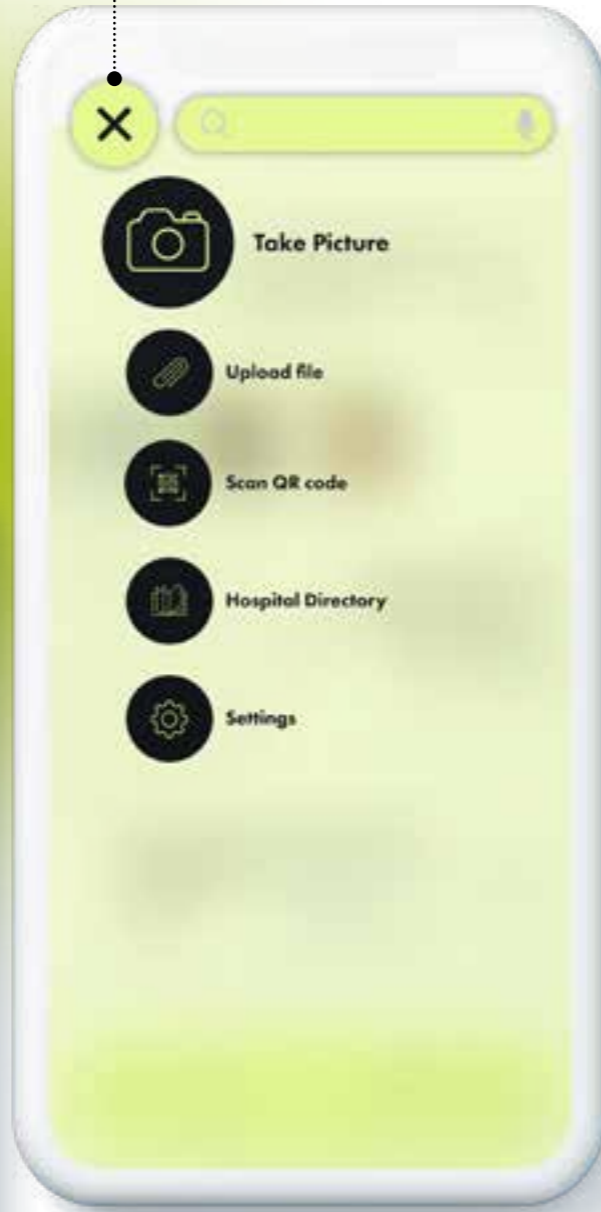 Take Picture
Upload file
Scan QR code
Hospital Directory
Settings